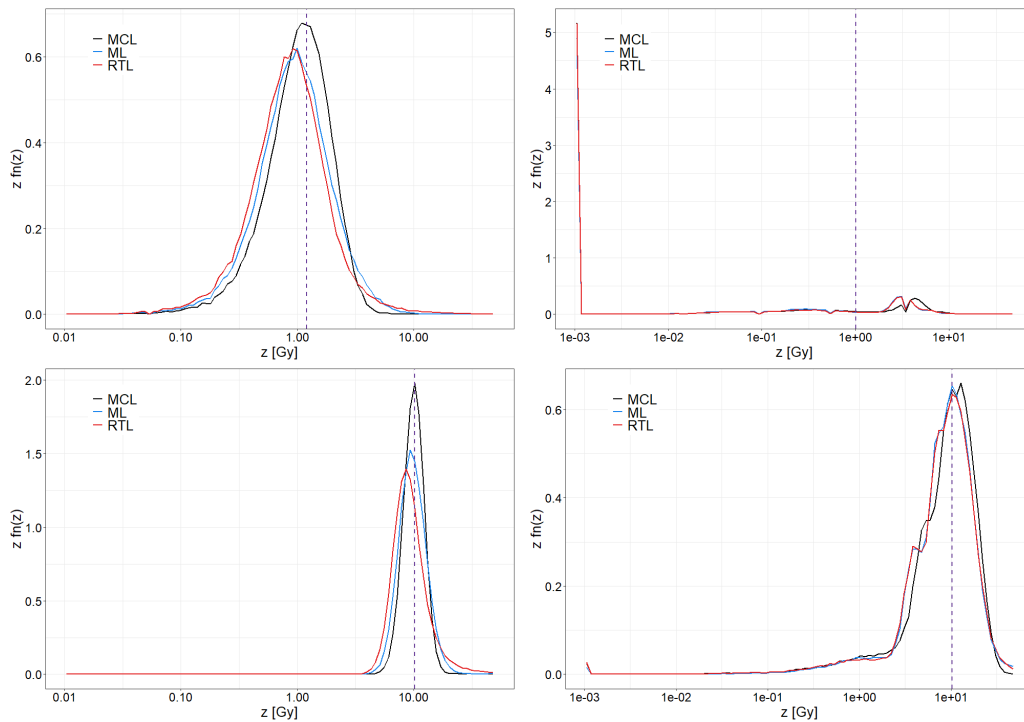 MCL
ML
RTL
0.6
0.4
0.2
0.0
z fn(z)
0.01
0.10
1.00
10.00
z [Gy]
MCL
ML
RTL
5
4
3
2
1
0
z fn(z)
1e-03
1e-02
1e-01
1e+00
1e+01
z [Gy]
MCL
ML
RTL
2.0
1.5
1.0
0.5
0.0
z fn(z)
0.01
0.10
1.00
10.00
z [Gy]
MCL
ML
RTL
0.6
0.4
0.2
0.0
z fn(z)
1e-03
1e-02
1e-01
1e+00
1e+01
z [Gy]